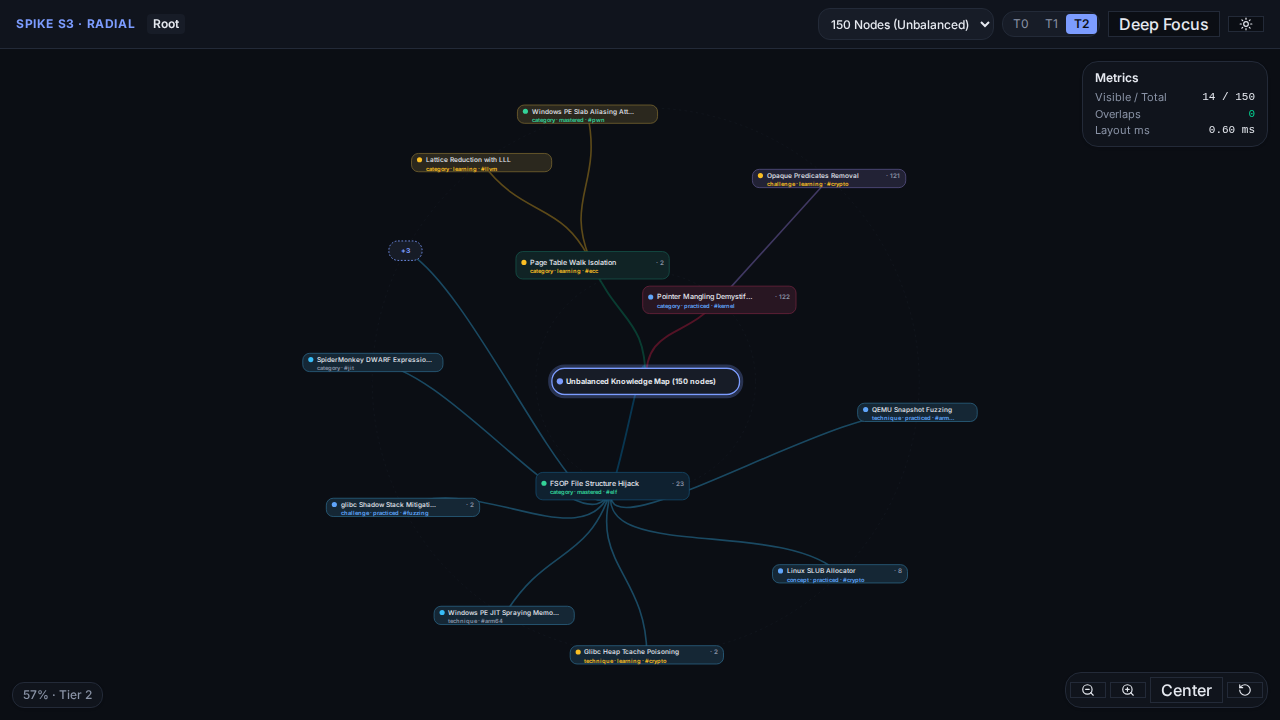 SPIKE S3 · RADIAL
Root
150 Nodes (Unbalanced)
T0
T1
T2
Deep Focus
Metrics
Visible / Total 14 / 150
Overlaps 0
Layout ms 0.60 ms
Windows PE Slab Aliasing Att...
category · mastered · #pwn
Lattice Reduction with LLL
category · learning · #llvm
Opaque Predicates Removal · 121
challenge · learning · #crypto
+3
Page Table Walk Isolation · 2
category · learning · #ecc
Pointer Mangling Demystif... · 122
category · practiced · #kernel
SpiderMonkey DWARF Expressio...
category · #jit
Unbalanced Knowledge Map (150 nodes)
QEMU Snapshot Fuzzing
technique · practiced · #arm...
FSOP File Structure Hijack · 23
category · mastered · #elf
glibc Shadow Stack Mitigati... · 2
challenge · practiced · #fuzzing
Linux SLUB Allocator · 8
concept · practiced · #crypto
Windows PE JIT Spraying Memo...
technique · #arm64
Glibc Heap Tcache Poisoning · 2
technique · learning · #crypto
57% · Tier 2
Center